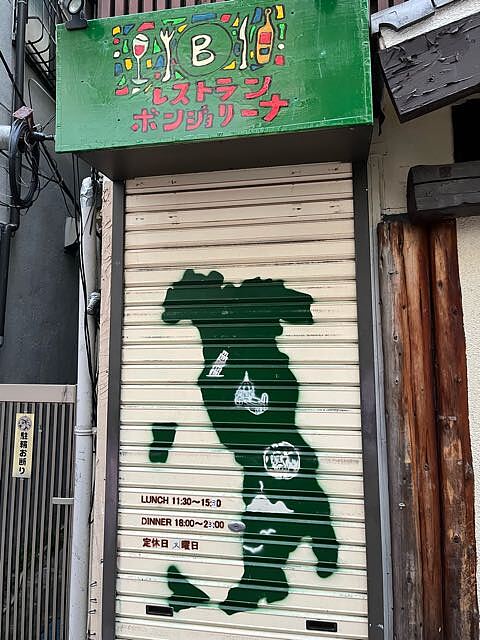 B
レストラン
ボンジョリーナ
駐輪お断り
LUNCH 11:30〜15:00
DINNER 18:00〜23:00
定休日 火曜日